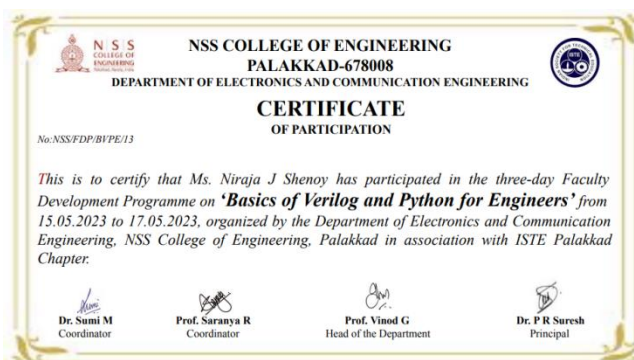 N|S|S
COLLEGE OF
ENGINEERING
NSS COLLEGE OF ENGINEERING
PALAKKAD-678008
DEPARTMENT OF ELECTRONICS AND COMMUNICATION ENGINEERING
ISTE
CERTIFICATE
OF PARTICIPATION
No:NSS/FDP/BVPE/13
This is to certify that Ms. Niraja J Shenoy has participated in the three-day Faculty
Development Programme on ‘Basics of Verilog and Python for Engineers’ from
15.05.2023 to 17.05.2023, organized by the Department of Electronics and Communication
Engineering, NSS College of Engineering, Palakkad in association with ISTE Palakkad
Chapter.
Dr. Sumi M
Coordinator
Prof. Saranya R
Coordinator
Prof. Vinod G
Head of the Department
Dr. P R Suresh
Principal